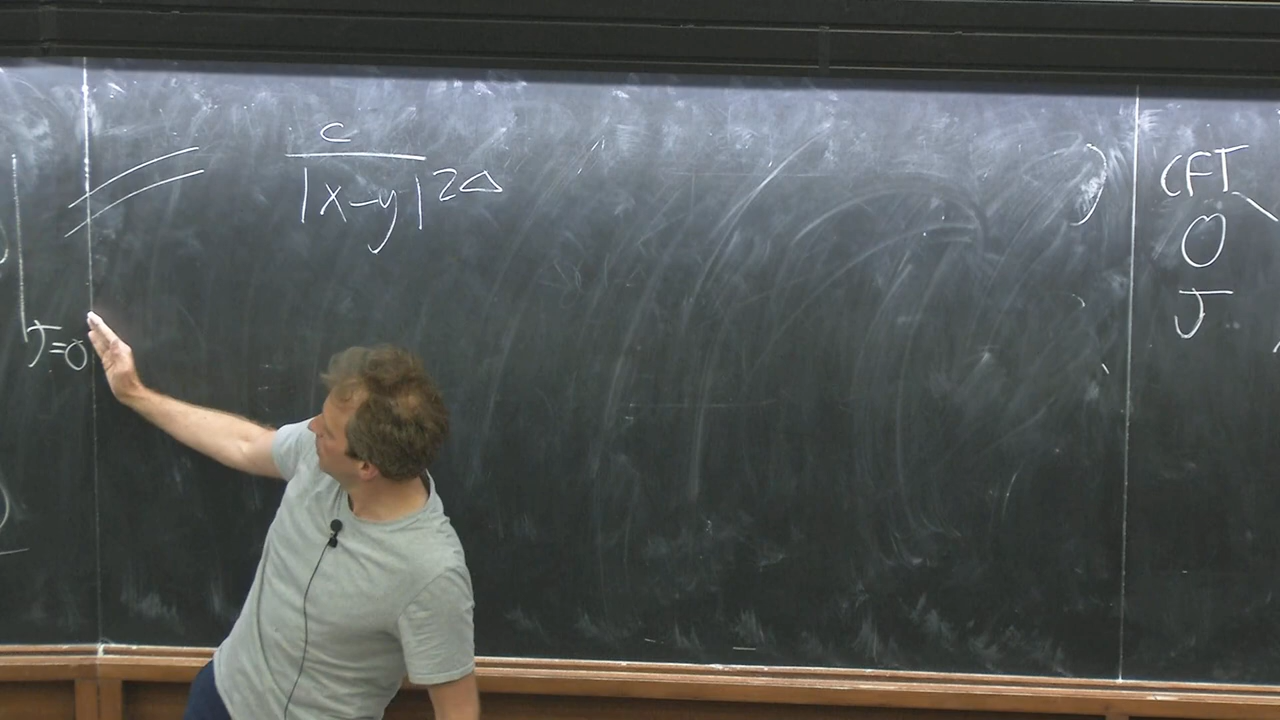 J=0
=
c
|x-y|^{2Δ}
)
CFT
O
J